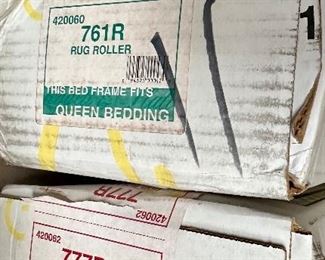 420060
761R
RUG ROLLER
THIS BED FRAME FITS
QUEEN BEDDING
1
777R
420062
420062